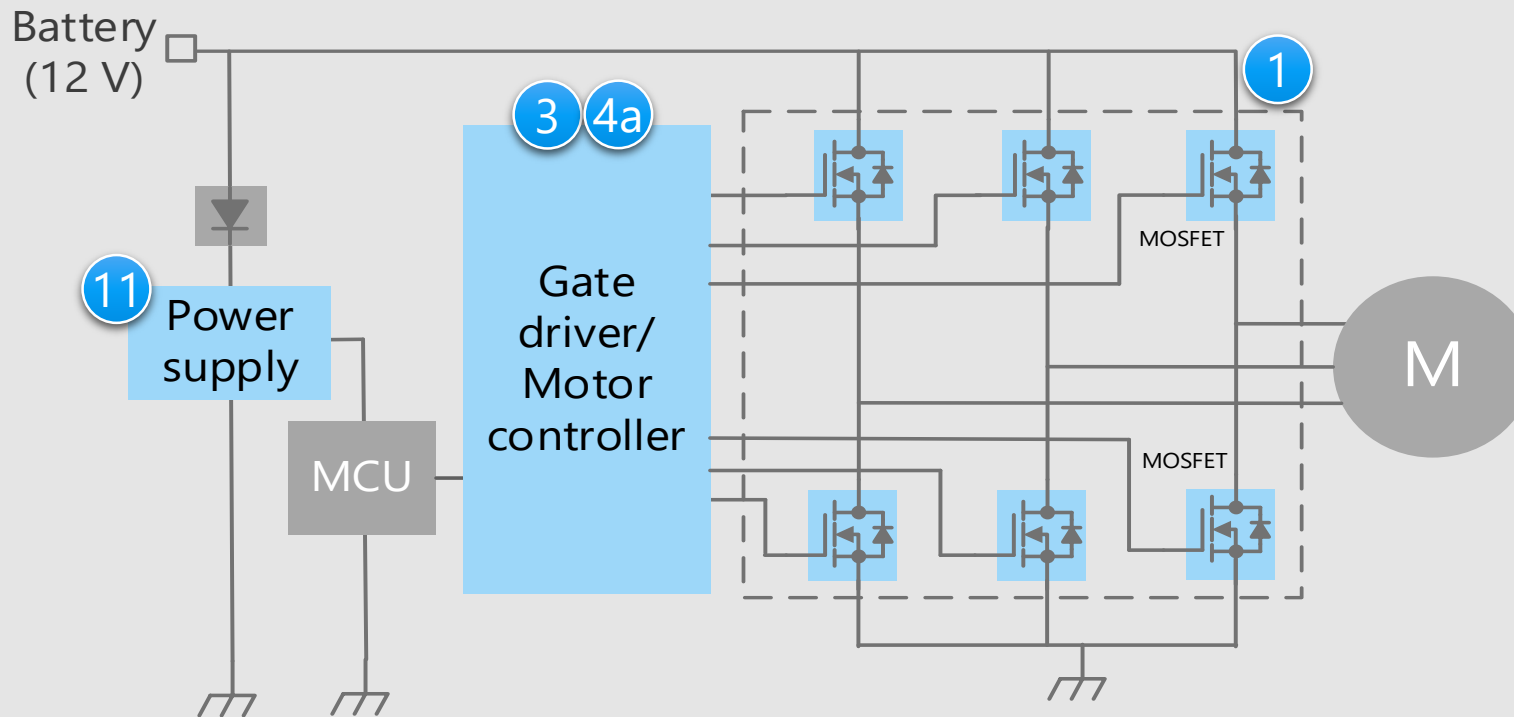 Battery
(12 V)
1
3
4a
MOSFET
11
Gate
driver/
Motor
controller
Power
supply
M
MOSFET
MCU